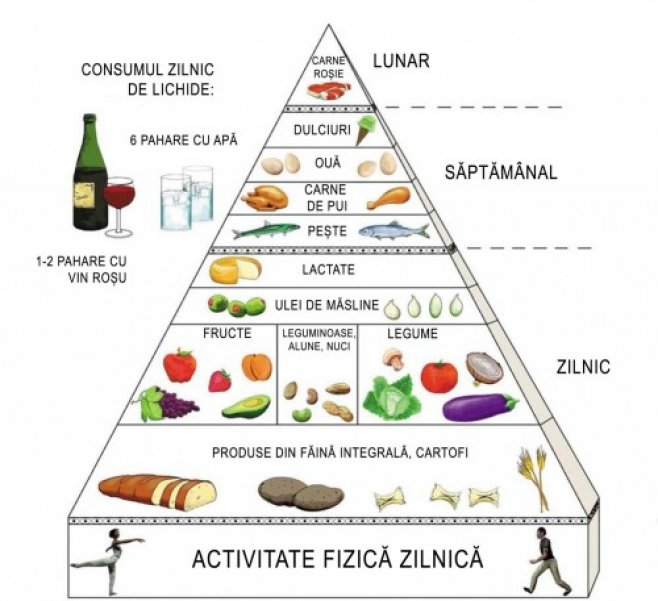 CONSUMUL ZILNIC
DE LICHIDE:
6 PAHARE CU APĂ
1-2 PAHARE CU
VIN ROȘU
CARNE
ROȘIE
LUNAR
DULCIURI
OUĂ
CARNE
DE PUI
PEȘTE
SĂPTĂMÂNAL
LACTATE
ULEI DE MĂSLINE
FRUCTE
LEGUMINOASE,
ALUNE, NUCI
LEGUME
ZILNIC
PRODUSE DIN FĂINĂ INTEGRALĂ, CARTOFI
ACTIVITATE FIZICĂ ZILNICĂ